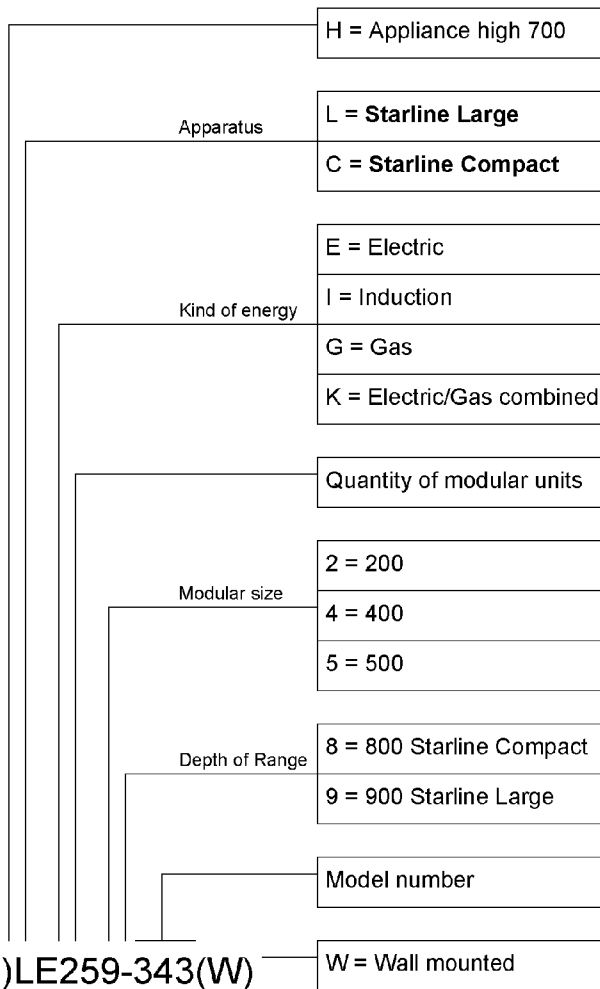 H = Appliance high 700
Apparatus
L = Starline Large
C = Starline Compact
Kind of energy
E = Electric
I = Induction
G = Gas
K = Electric/Gas combined
Quantity of modular units
Modular size
2 = 200
4 = 400
5 = 500
Depth of Range
8 = 800 Starline Compact
9 = 900 Starline Large
Model number
)LE259-343(W)
W = Wall mounted